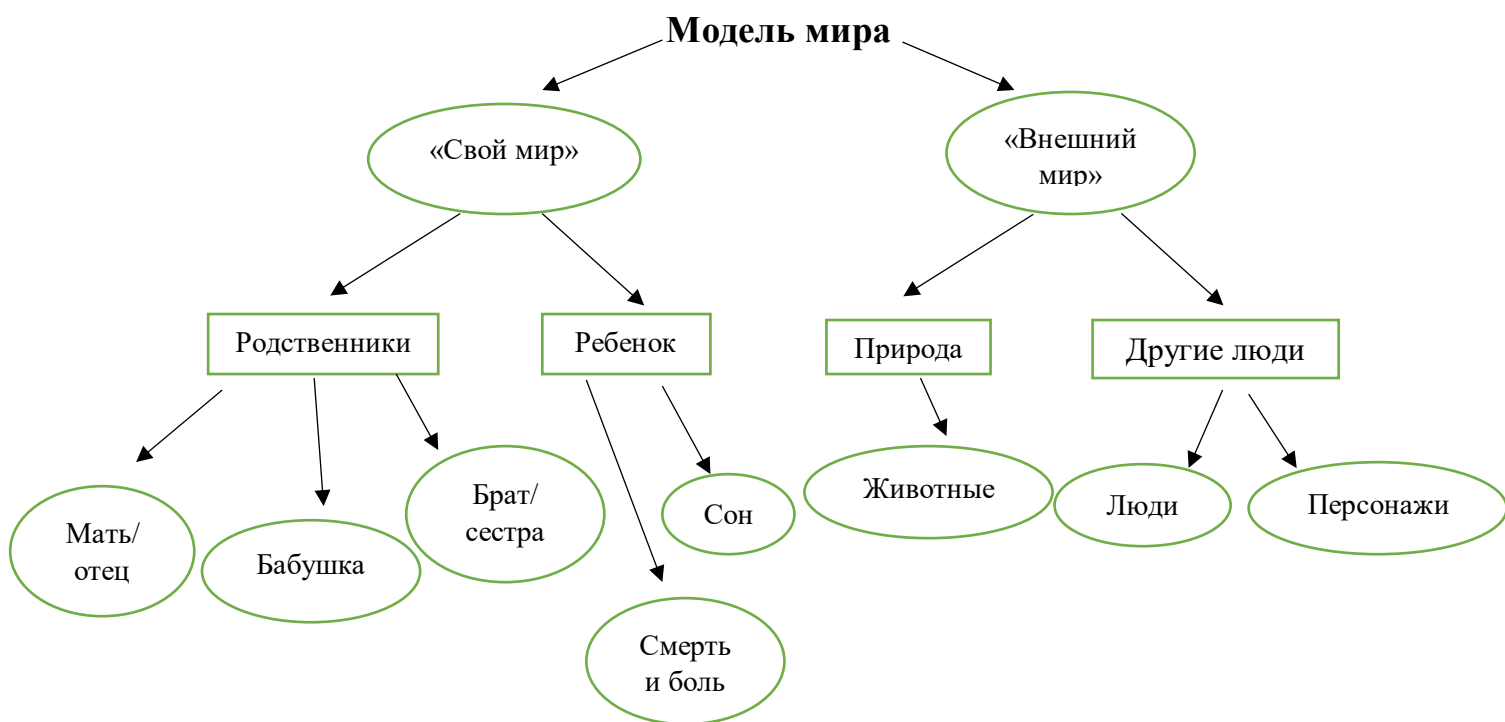 Модель мира
«Свой мир»
«Внешний
мир»
Родственники
Ребенок
Природа
Другие люди
Мать/
отец
Бабушка
Брат/
сестра
Сон
Смерть
и боль
Животные
Люди
Персонажи